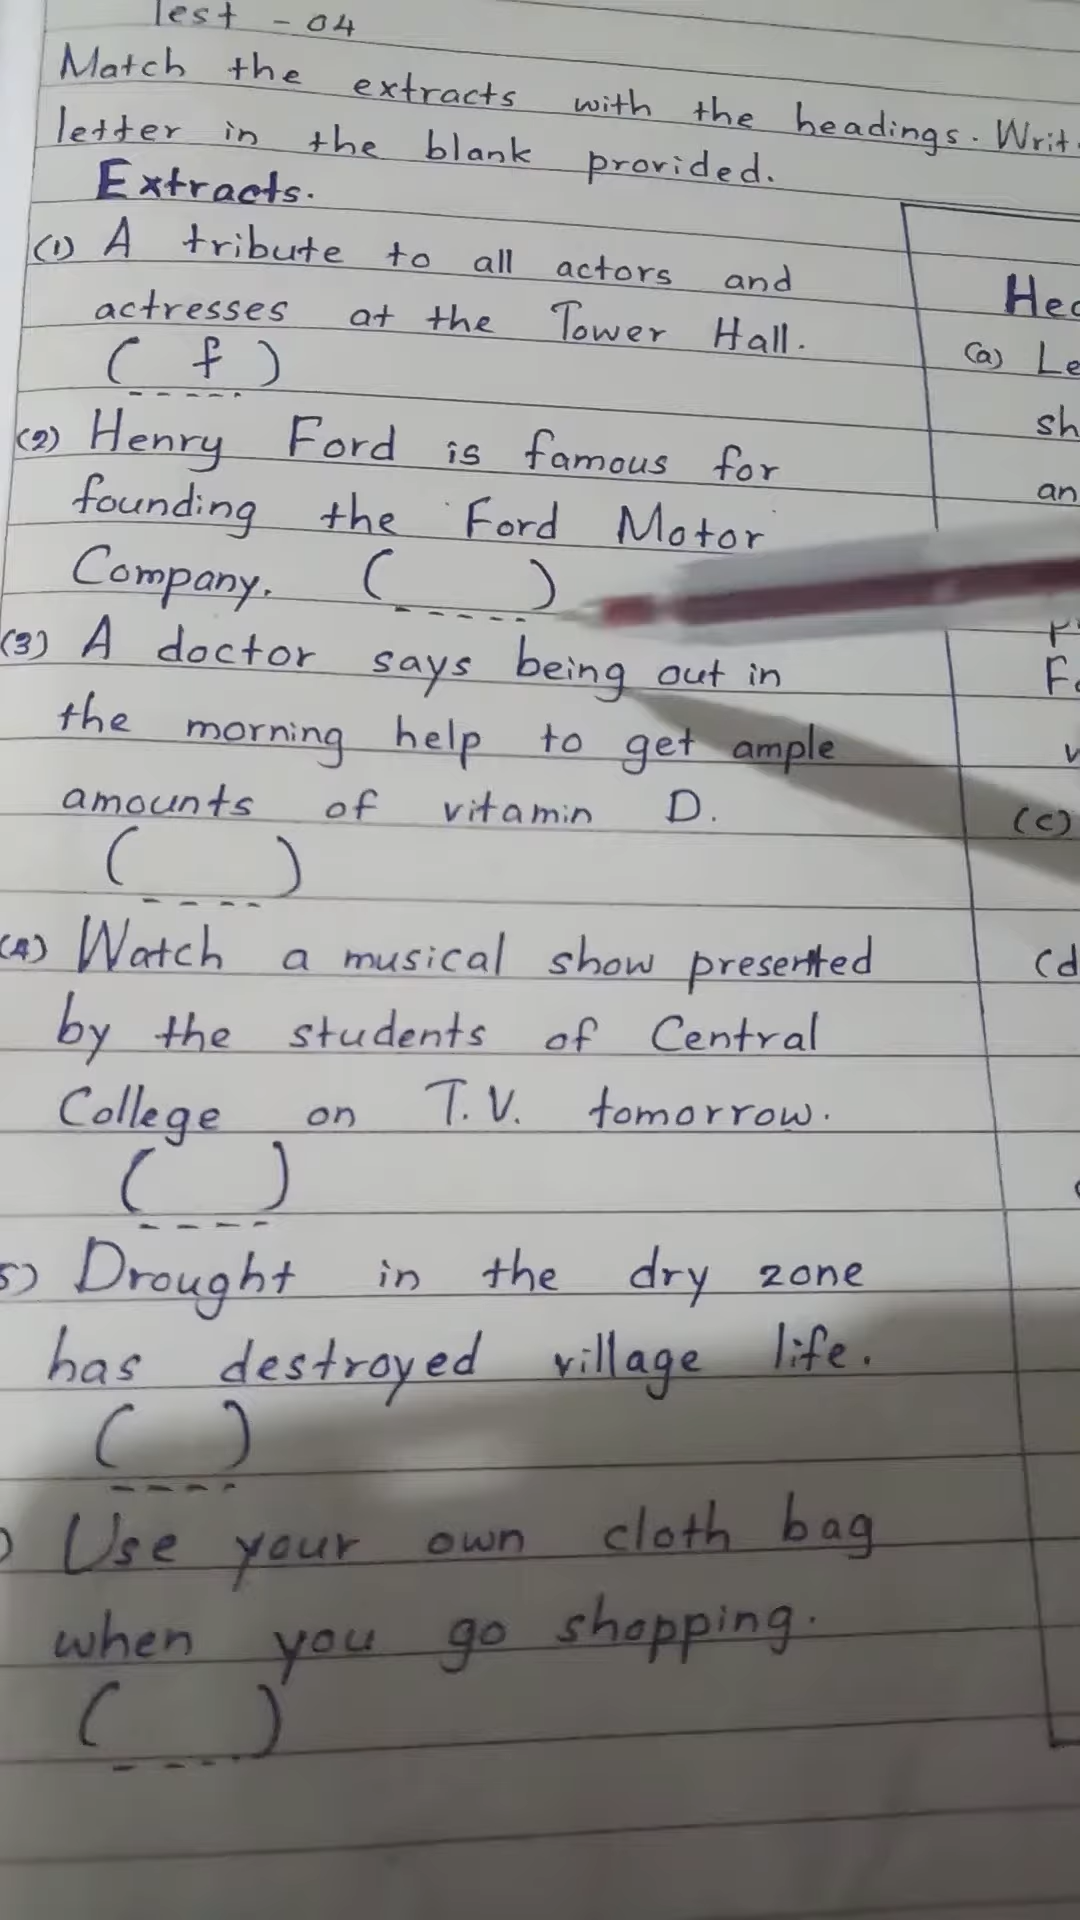 Test - 04
Match the extracts with the headings. Writ
letter in the blank provided.
Extracts.
(1) A tribute to all actors and
actresses at the Tower Hall.
( f )
(2) Henry Ford is famous for
founding the Ford Motor
Company. ( )
(3) A doctor says being out in
the morning help to get ample
amounts of vitamin D.
( )
(4) Watch a musical show presented
by the students of Central
College on T.V. tomorrow.
( )
5) Drought in the dry zone
has destroyed village life.
( )
) Use your own cloth bag
when you go shopping.
( )
Hea
(a) Le
sh
an
(c)
(d